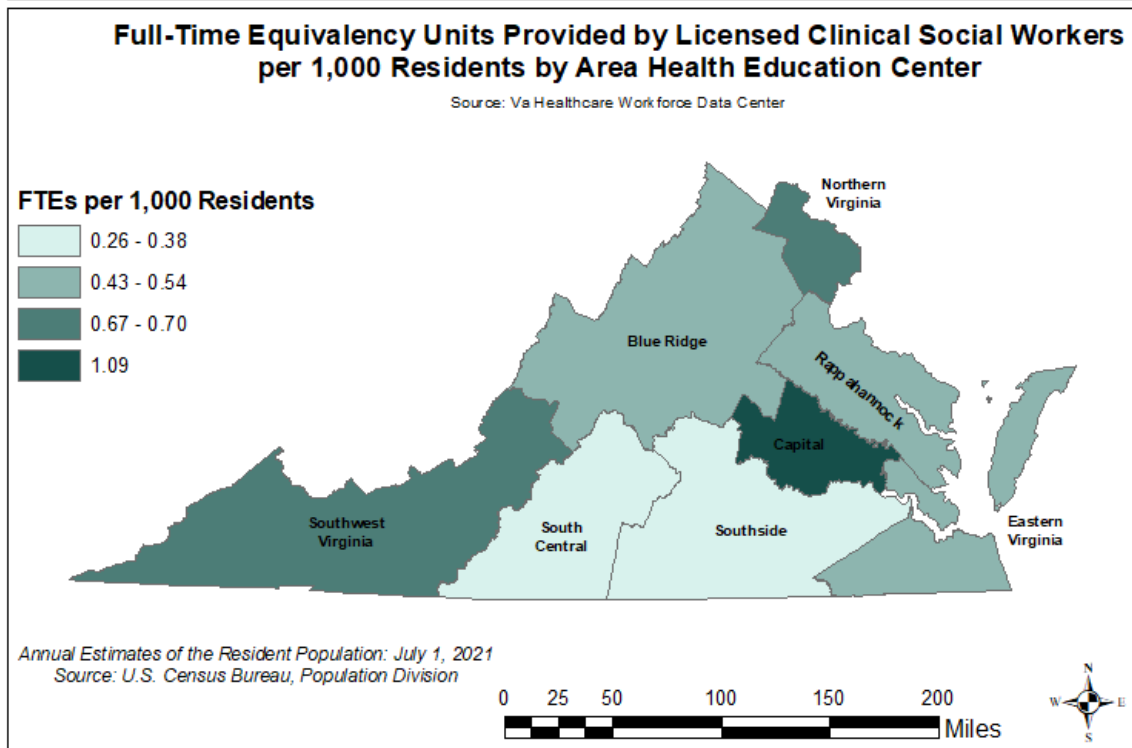 Full-Time Equivalency Units Provided by Licensed Clinical Social Workers
per 1,000 Residents by Area Health Education Center
Source: Va Healthcare Workforce Data Center
FTEs per 1,000 Residents
0.26 - 0.38
0.43 - 0.54
0.67 - 0.70
1.09
Northern
Virginia
Blue Ridge
Rappahannock
Capital
Southwest
Virginia
South
Central
Southside
Eastern
Virginia
Annual Estimates of the Resident Population: July 1, 2021
Source: U.S. Census Bureau, Population Division
0 25 50 100 150 200
Miles
N
W E
S